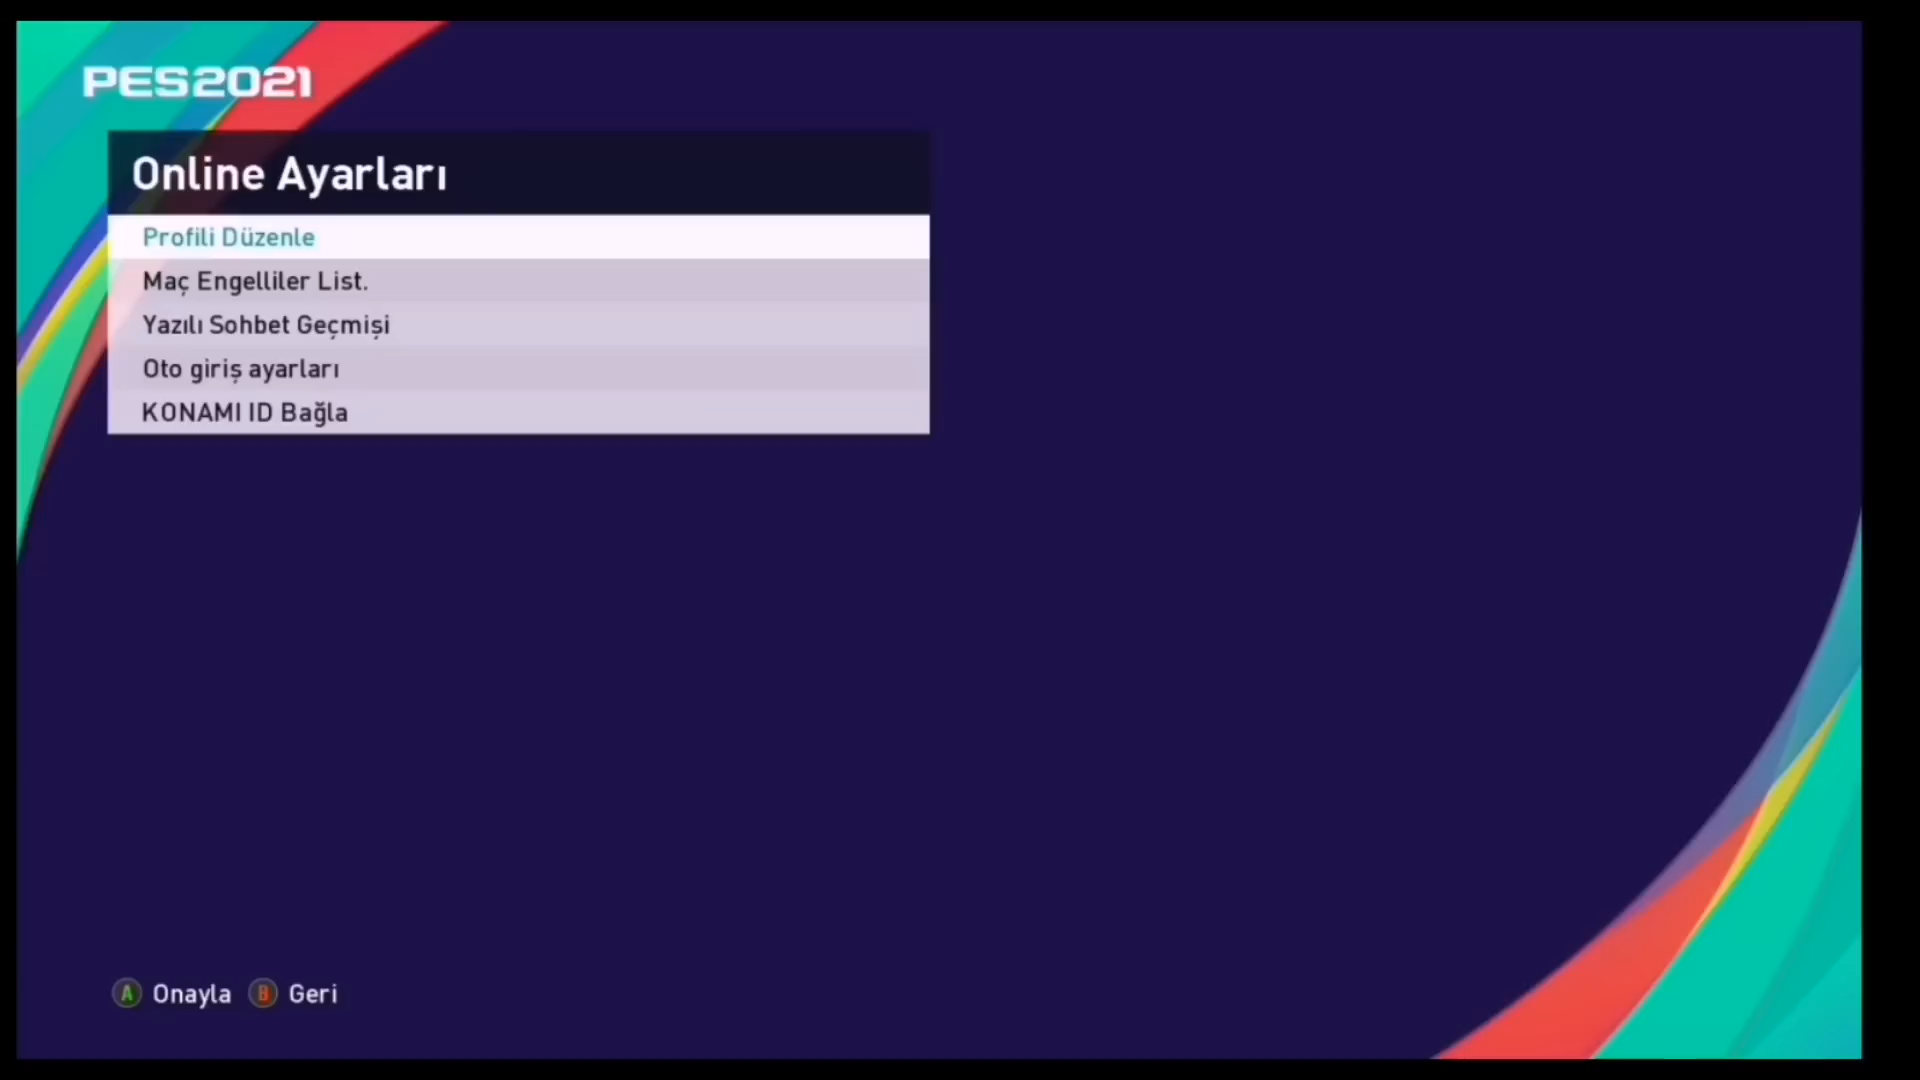 PES2021
Online Ayarları
Profili Düzenle
Maç Engelliler List.
Yazılı Sohbet Geçmişi
Oto giriş ayarları
KONAMI ID Bağla
A Onayla B Geri